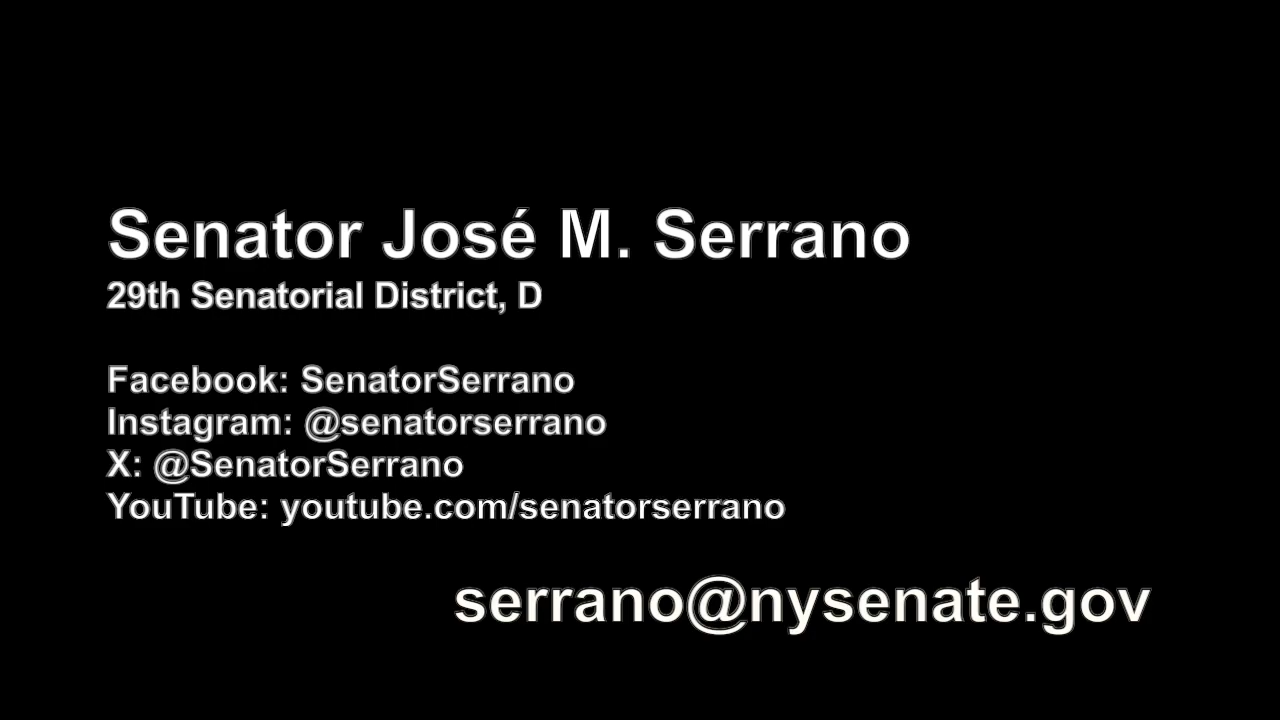 Senator José M. Serrano
29th Senatorial District, D
Facebook: SenatorSerrano
Instagram: @senatorserrano
X: @SenatorSerrano
YouTube: youtube.com/senatorserrano
serrano@nysenate.gov